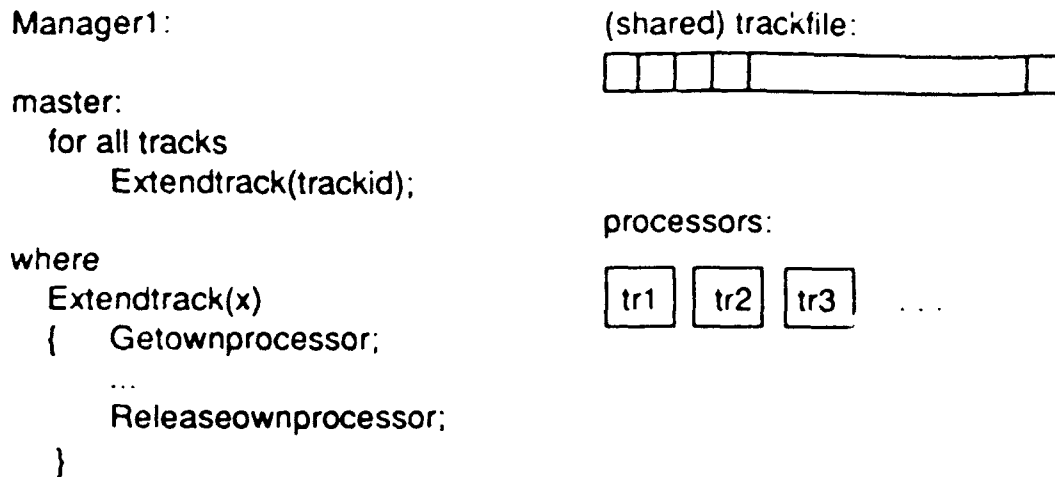 Manager1:
master:
for all tracks
Extendtrack(trackid);
where
Extendtrack(x)
{ Getownprocessor;
...
Releaseownprocessor;
}
(shared) trackfile:
processors:
tr1 tr2 tr3 ...